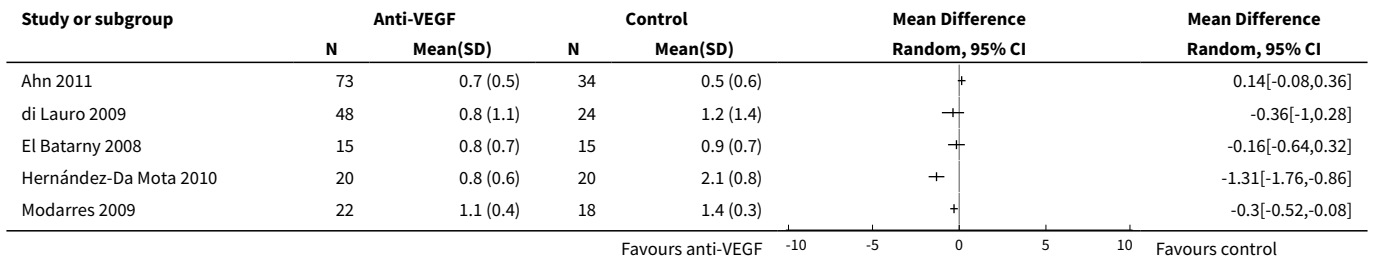 Study or subgroup Anti-VEGF Control Mean Difference Mean Difference
N Mean(SD) N Mean(SD) Random, 95% CI Random, 95% CI
Ahn 2011 73 0.7 (0.5) 34 0.5 (0.6) 0.14[-0.08,0.36]
di Lauro 2009 48 0.8 (1.1) 24 1.2 (1.4) -0.36[-1,0.28]
El Batarny 2008 15 0.8 (0.7) 15 0.9 (0.7) -0.16[-0.64,0.32]
Hernández-Da Mota 2010 20 0.8 (0.6) 20 2.1 (0.8) -1.31[-1.76,-0.86]
Modarres 2009 22 1.1 (0.4) 18 1.4 (0.3) -0.3[-0.52,-0.08]
Favours anti-VEGF -10 -5 0 5 10 Favours control